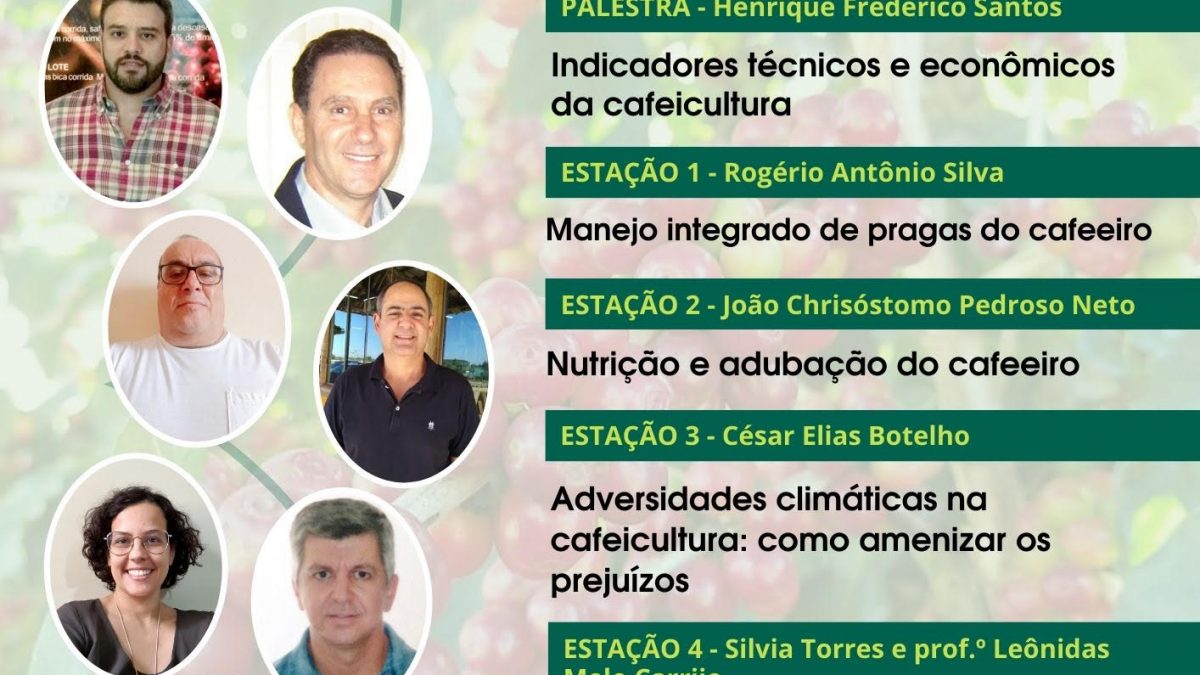 PALESTRA - Henrique Frederico Santos
Indicadores técnicos e econômicos
da cafeicultura
ESTAÇÃO 1 - Rogério Antônio Silva
Manejo integrado de pragas do cafeeiro
ESTAÇÃO 2 - João Chrisóstomo Pedroso Neto
Nutrição e adubação do cafeeiro
ESTAÇÃO 3 - César Elias Botelho
Adversidades climáticas na
cafeicultura: como amenizar os
prejuízos
ESTAÇÃO 4 - Silvia Torres e prof.º Leônidas
LOTE